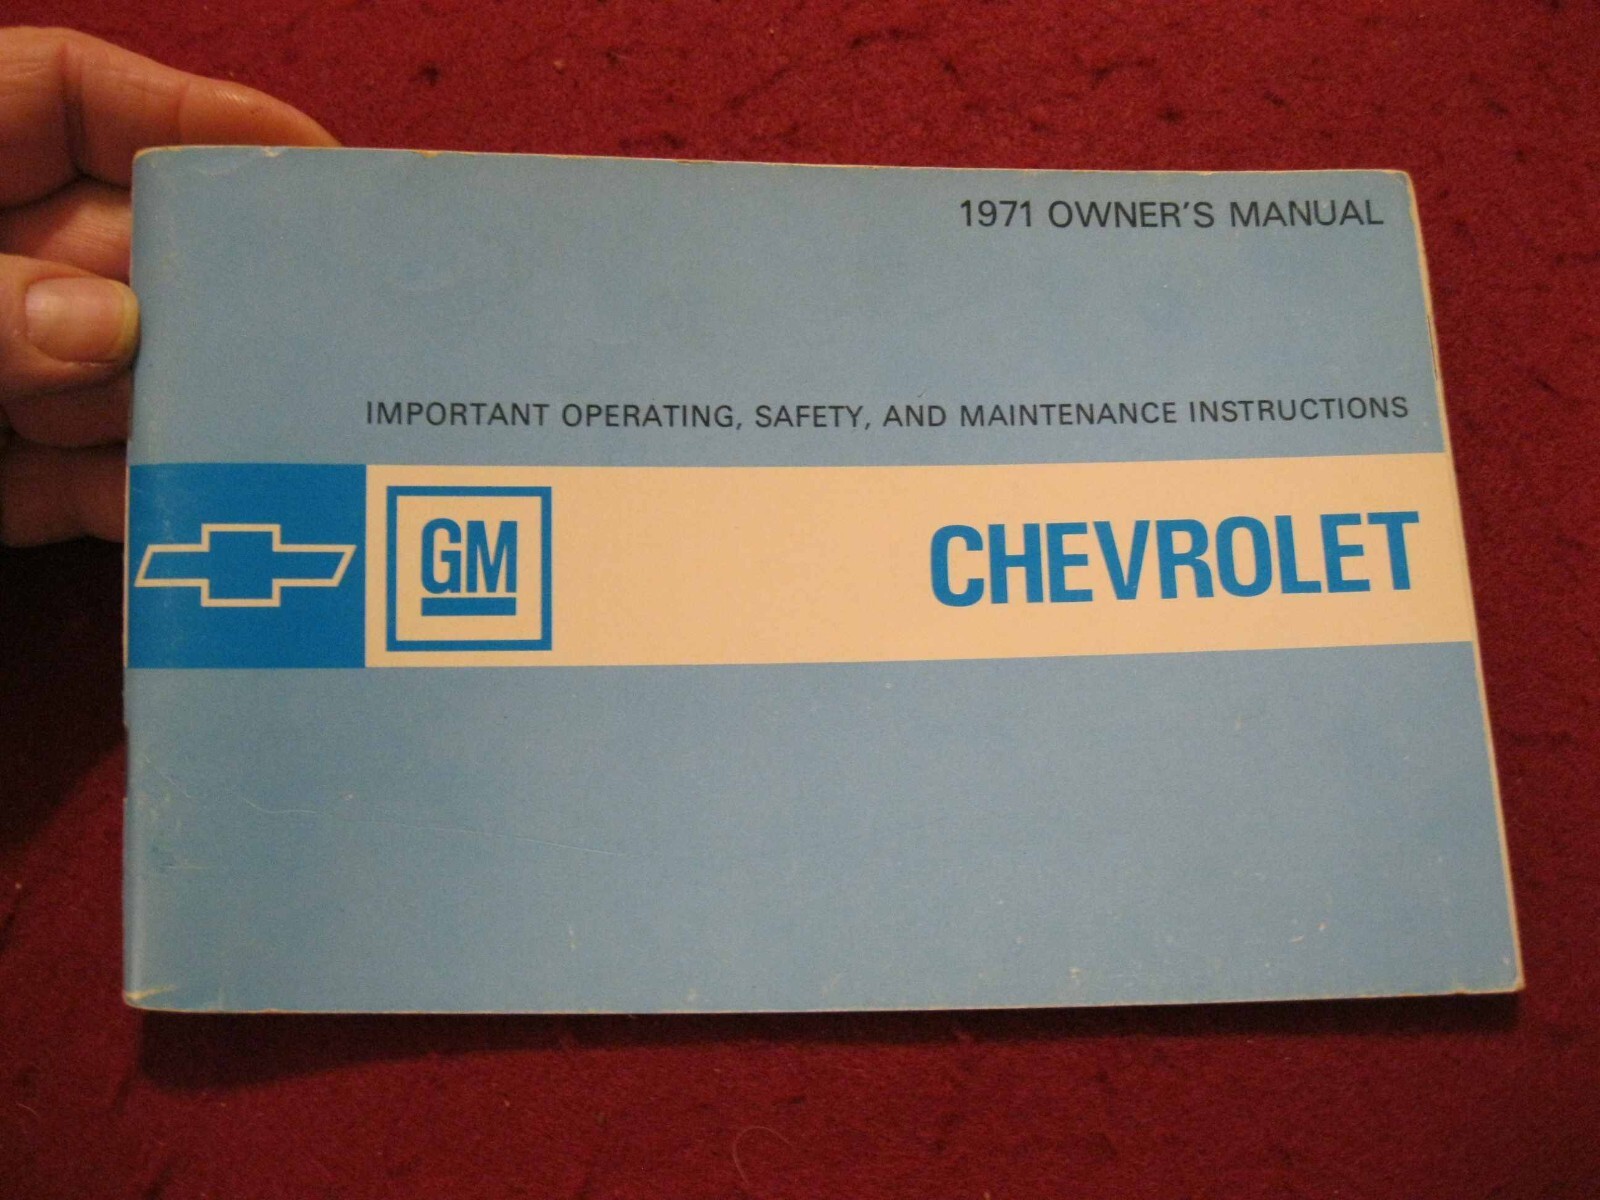 1971 OWNER'S MANUAL
IMPORTANT OPERATING, SAFETY, AND MAINTENANCE INSTRUCTIONS
GM
CHEVROLET